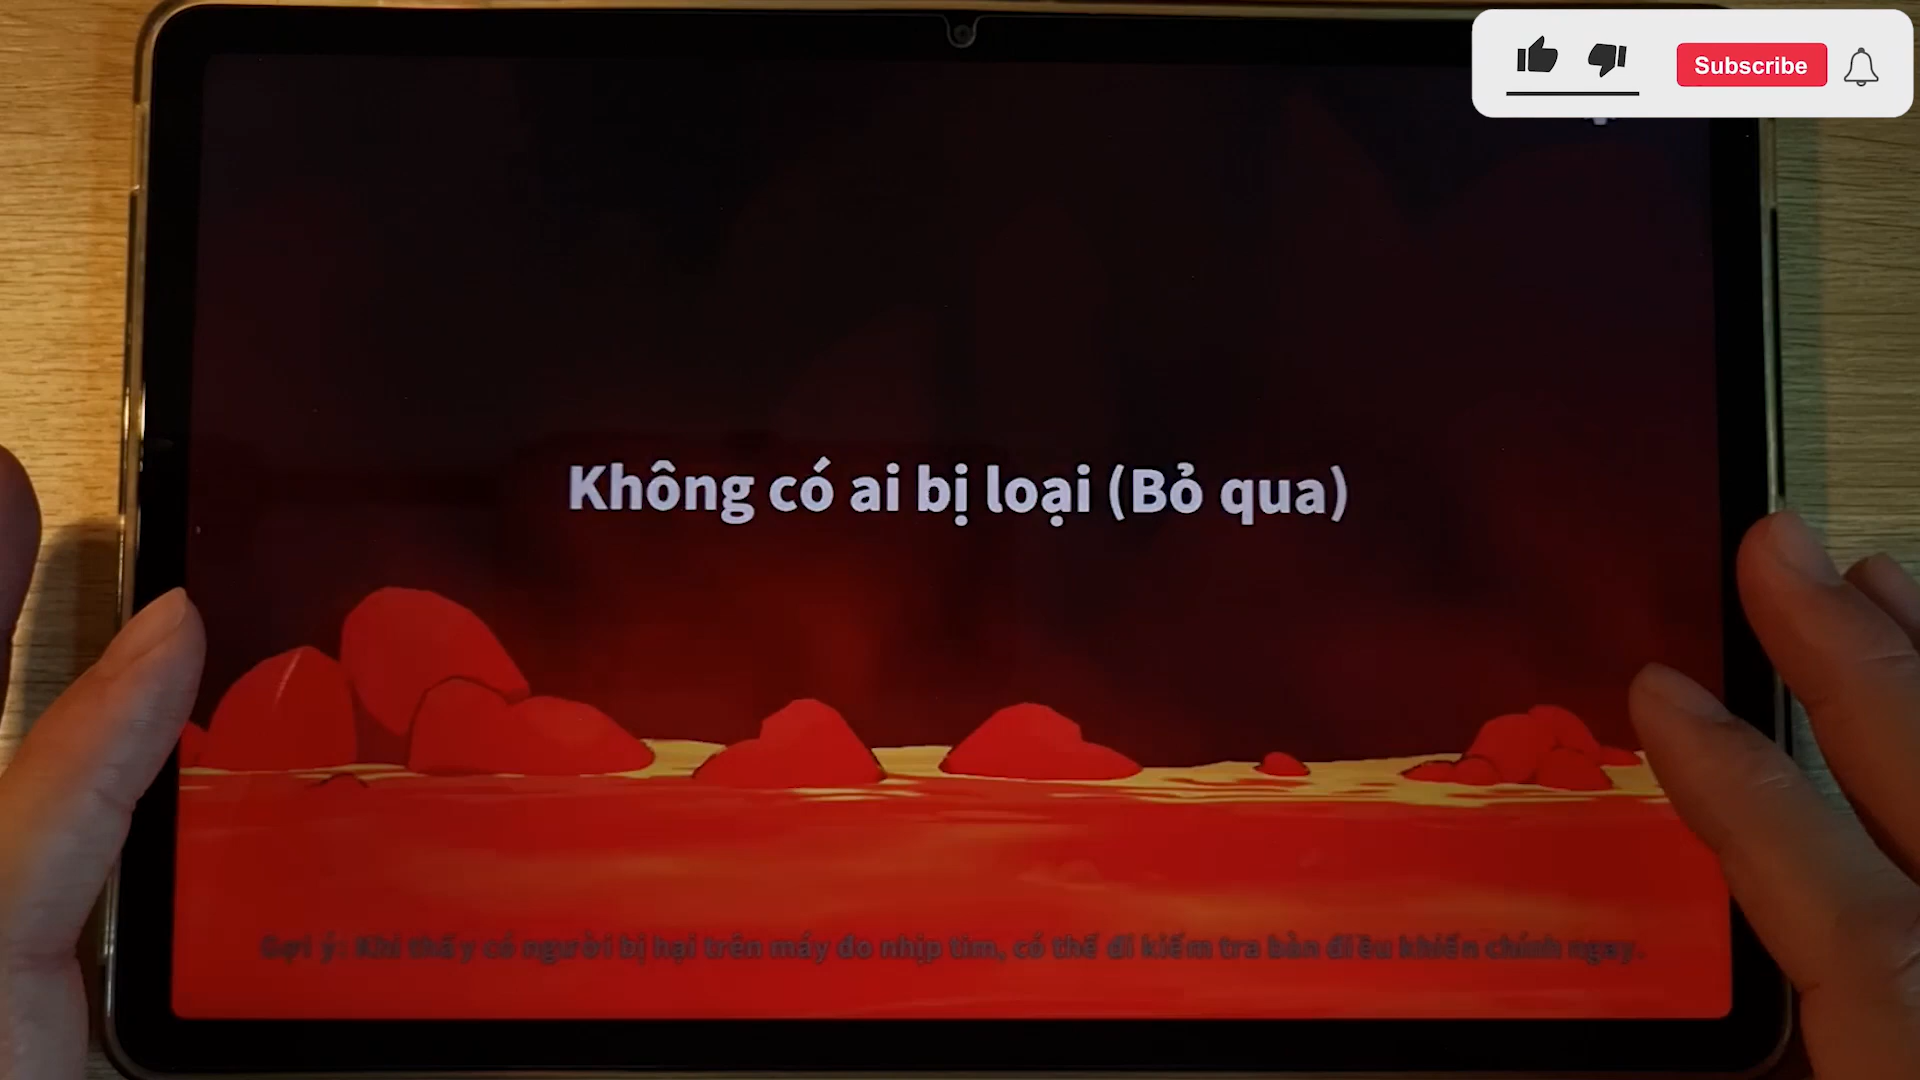 Subscribe
Không có ai bị loại (Bỏ qua)
Gợi ý: Khi thấy có người bị hại trên máy đo nhịp tim, có thể đi kiểm tra bàn điều khiển chính ngay.